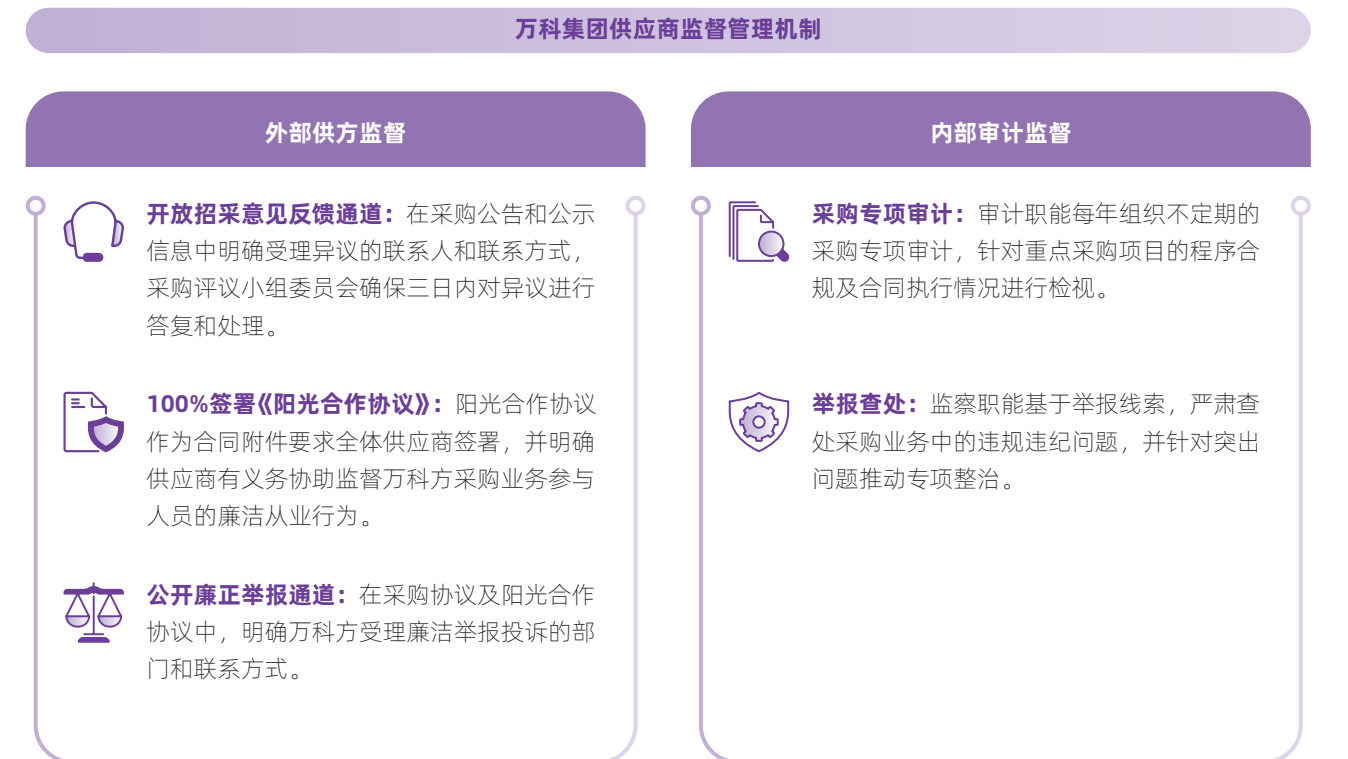 万科集团供应商监督管理机制
外部供方监督
开放招采意见反馈通道：在采购公告和公示
信息中明确受理异议的联系人和联系方式，
采购评议小组委员会确保三日内对异议进行
答复和处理。
100%签署《阳光合作协议》：阳光合作协议
作为合同附件要求全体供应商签署，并明确
供应商有义务协助监督万科方采购业务参与
人员的廉洁从业行为。
公开廉正举报通道：在采购协议及阳光合作
协议中，明确万科方受理廉洁举报投诉的部
门和联系方式。
内部审计监督
采购专项审计：审计职能每年组织不定期的
采购专项审计，针对重点采购项目的程序合
规及合同执行情况进行检视。
举报查处：监察职能基于举报线索，严肃查
处采购业务中的违规违纪问题，并针对突出
问题推动专项整治。